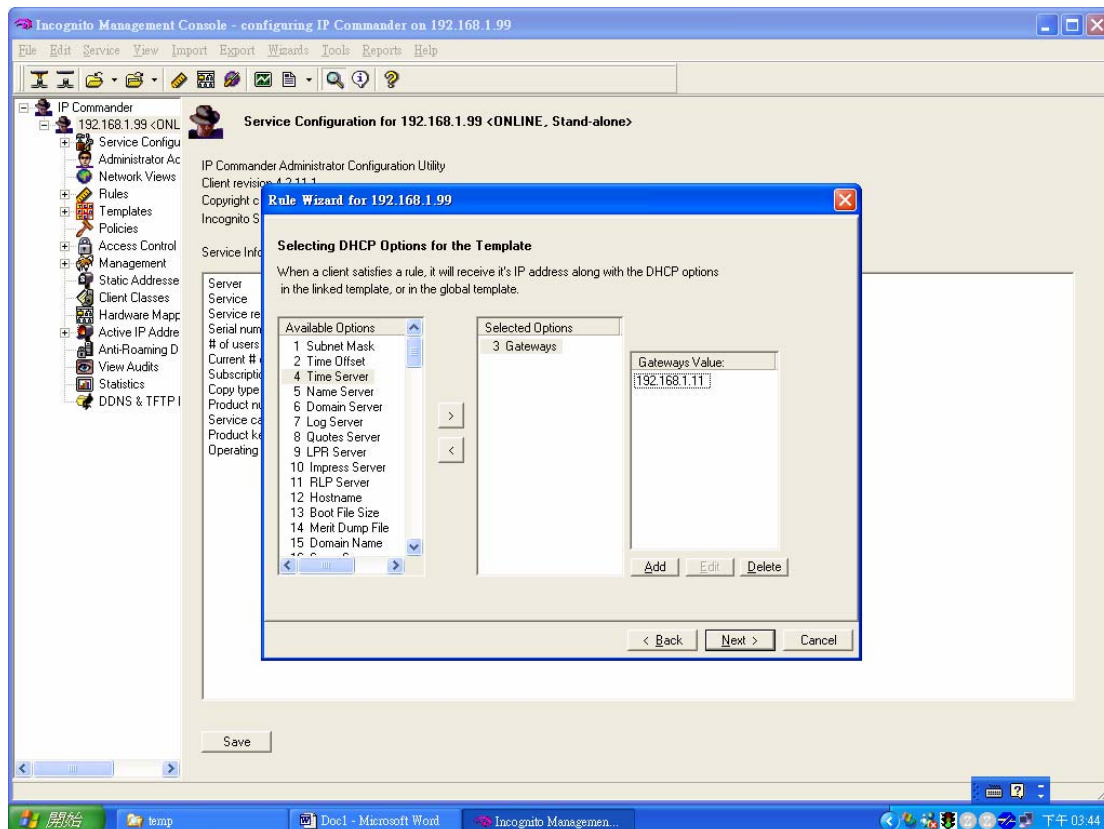 Incognito Management Console - configuring IP Commander on 192.168.1.99
File Edit Service View Import Export Wizards Tools Reports Help
IP Commander
192.168.1.99 <ONL
Service Configu
Administrator Ac
Network Views
Rules
Templates
Policies
Access Control
Management
Static Addresse
Client Classes
Hardware Mapp
Active IP Addre
Anti-Roaming D
View Audits
Statistics
DDNS & TFTP I
Service Configuration for 192.168.1.99 <ONLINE, Stand-alone>
IP Commander Administrator Configuration Utility
Client revision 4.2.11.1
Copyright c
Incognito S
Service Info
Server
Service
Service re
Serial num
# of users
Current #
Subscripti
Copy type
Product nu
Service ca
Product ke
Operating
Save
Rule Wizard for 192.168.1.99
Selecting DHCP Options for the Template
When a client satisfies a rule, it will receive it's IP address along with the DHCP options
in the linked template, or in the global template.
Available Options
1 Subnet Mask
2 Time Offset
4 Time Server
5 Name Server
6 Domain Server
7 Log Server
8 Quotes Server
9 LPR Server
10 Impress Server
11 RLP Server
12 Hostname
13 Boot File Size
14 Merit Dump File
15 Domain Name
>
<
Selected Options
3 Gateways
Gateways Value:
192.168.1.11
Add Edit Delete
< Back Next > Cancel
開始 temp Doc1 - Microsoft Word Incognito Managemen... 下午 03:44